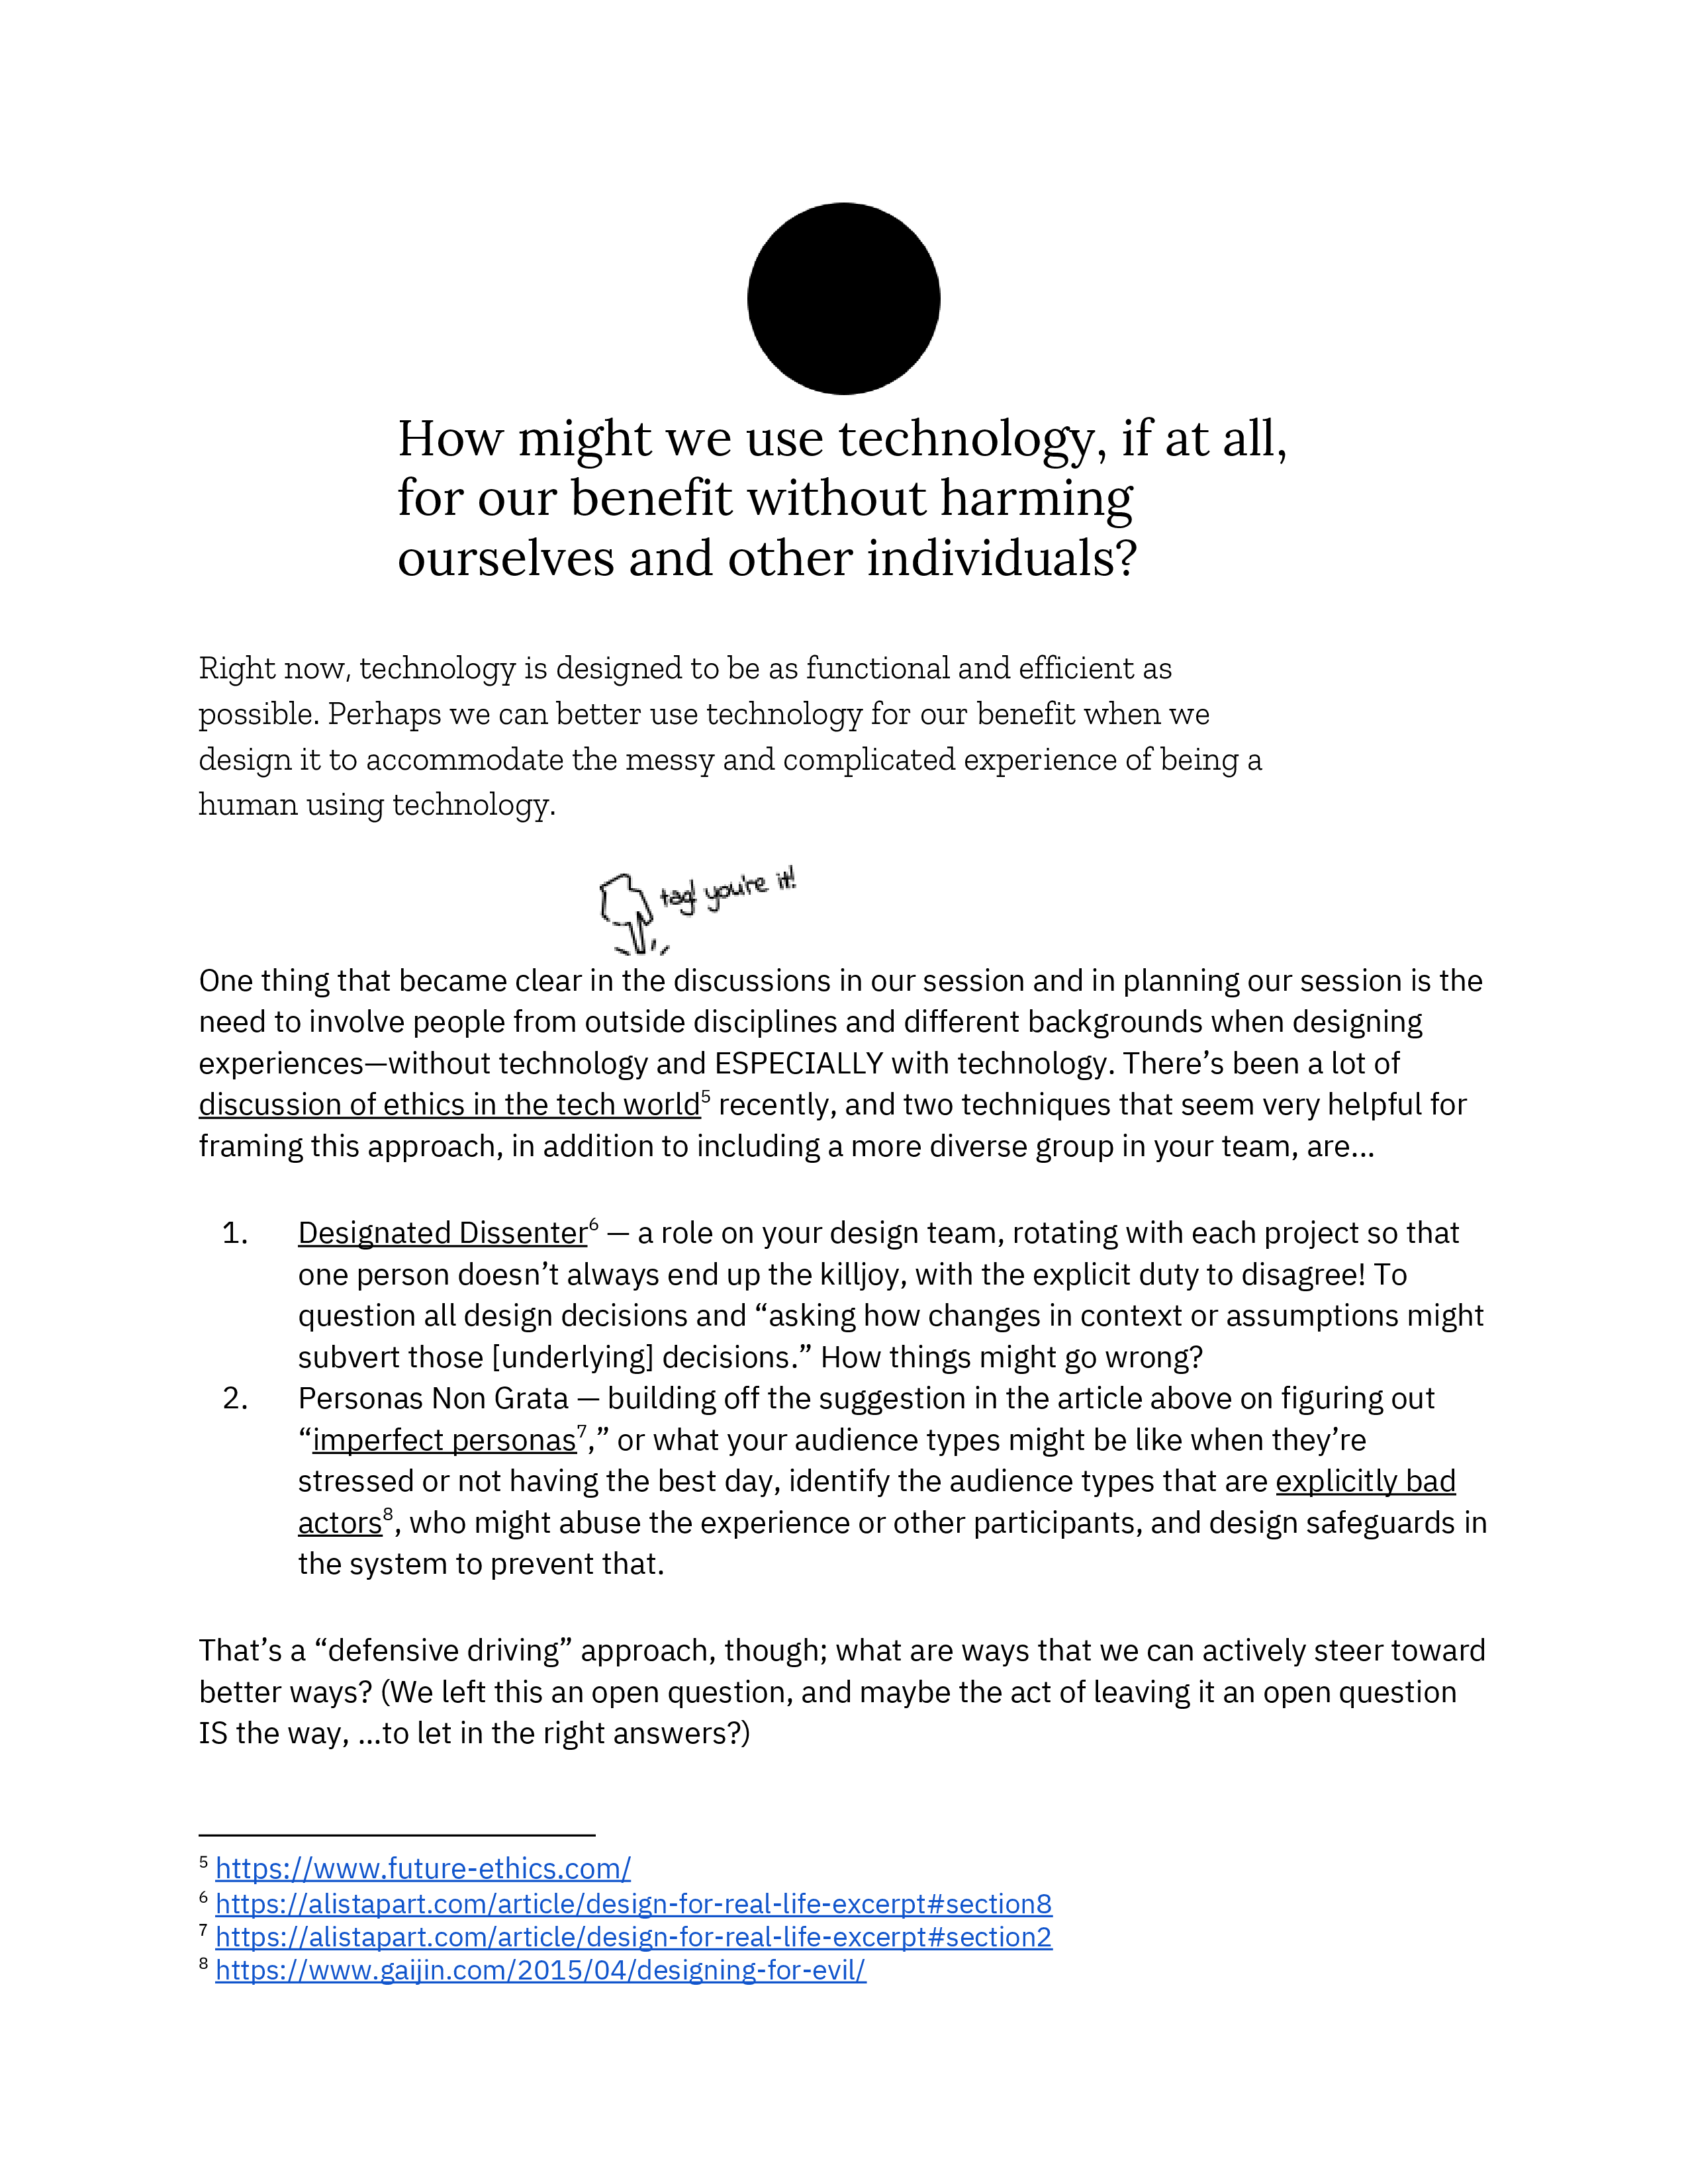 How might we use technology, if at all,
for our benefit without harming
ourselves and other individuals?
Right now, technology is designed to be as functional and efficient as
possible. Perhaps we can better use technology for our benefit when we
design it to accommodate the messy and complicated experience of being a
human using technology.
tag! you're it!
One thing that became clear in the discussions in our session and in planning our session is the
need to involve people from outside disciplines and different backgrounds when designing
experiences—without technology and ESPECIALLY with technology. There’s been a lot of
discussion of ethics in the tech world⁵ recently, and two techniques that seem very helpful for
framing this approach, in addition to including a more diverse group in your team, are...
1. Designated Dissenter⁶ — a role on your design team, rotating with each project so that
one person doesn’t always end up the killjoy, with the explicit duty to disagree! To
question all design decisions and “asking how changes in context or assumptions might
subvert those [underlying] decisions.” How things might go wrong?
2. Personas Non Grata — building off the suggestion in the article above on figuring out
“imperfect personas⁷,” or what your audience types might be like when they’re
stressed or not having the best day, identify the audience types that are explicitly bad
actors⁸, who might abuse the experience or other participants, and design safeguards in
the system to prevent that.
That’s a “defensive driving” approach, though; what are ways that we can actively steer toward
better ways? (We left this an open question, and maybe the act of leaving it an open question
IS the way, ...to let in the right answers?)
⁵ https://www.future-ethics.com/
⁶ https://alistapart.com/article/design-for-real-life-excerpt#section8
⁷ https://alistapart.com/article/design-for-real-life-excerpt#section2
⁸ https://www.gaijin.com/2015/04/designing-for-evil/